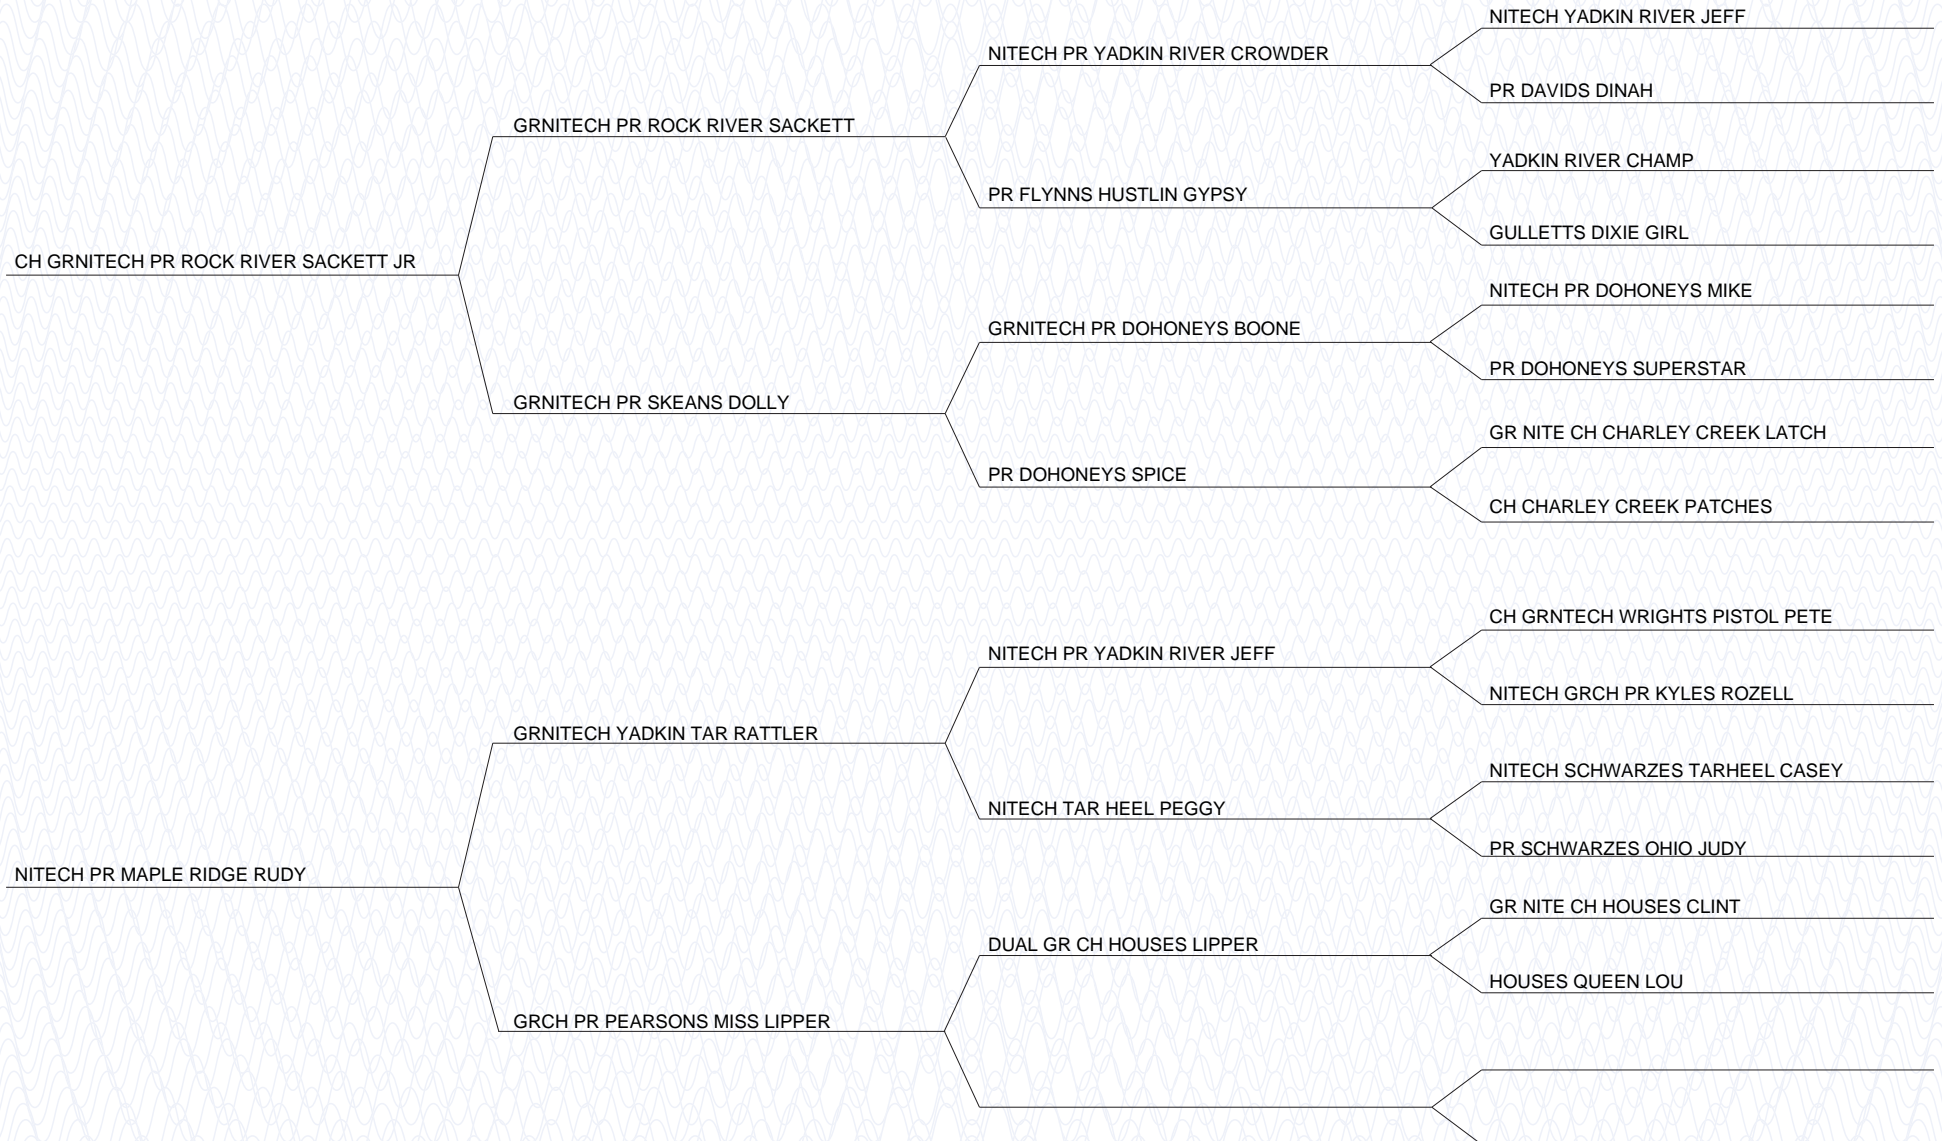 NITECH YADKIN RIVER JEFF
NITECH PR YADKIN RIVER CROWDER
PR DAVIDS DINAH
GRNITECH PR ROCK RIVER SACKETT
YADKIN RIVER CHAMP
PR FLYNNS HUSTLIN GYPSY
GULLETTS DIXIE GIRL
CH GRNITECH PR ROCK RIVER SACKETT JR
NITECH PR DOHONEYS MIKE
GRNITECH PR DOHONEYS BOONE
PR DOHONEYS SUPERSTAR
GRNITECH PR SKEANS DOLLY
GR NITE CH CHARLEY CREEK LATCH
PR DOHONEYS SPICE
CH CHARLEY CREEK PATCHES
CH GRNTECH WRIGHTS PISTOL PETE
NITECH PR YADKIN RIVER JEFF
NITECH GRCH PR KYLES ROZELL
GRNITECH YADKIN TAR RATTLER
NITECH SCHWARZES TARHEEL CASEY
NITECH TAR HEEL PEGGY
PR SCHWARZES OHIO JUDY
NITECH PR MAPLE RIDGE RUDY
GR NITE CH HOUSES CLINT
DUAL GR CH HOUSES LIPPER
HOUSES QUEEN LOU
GRCH PR PEARSONS MISS LIPPER